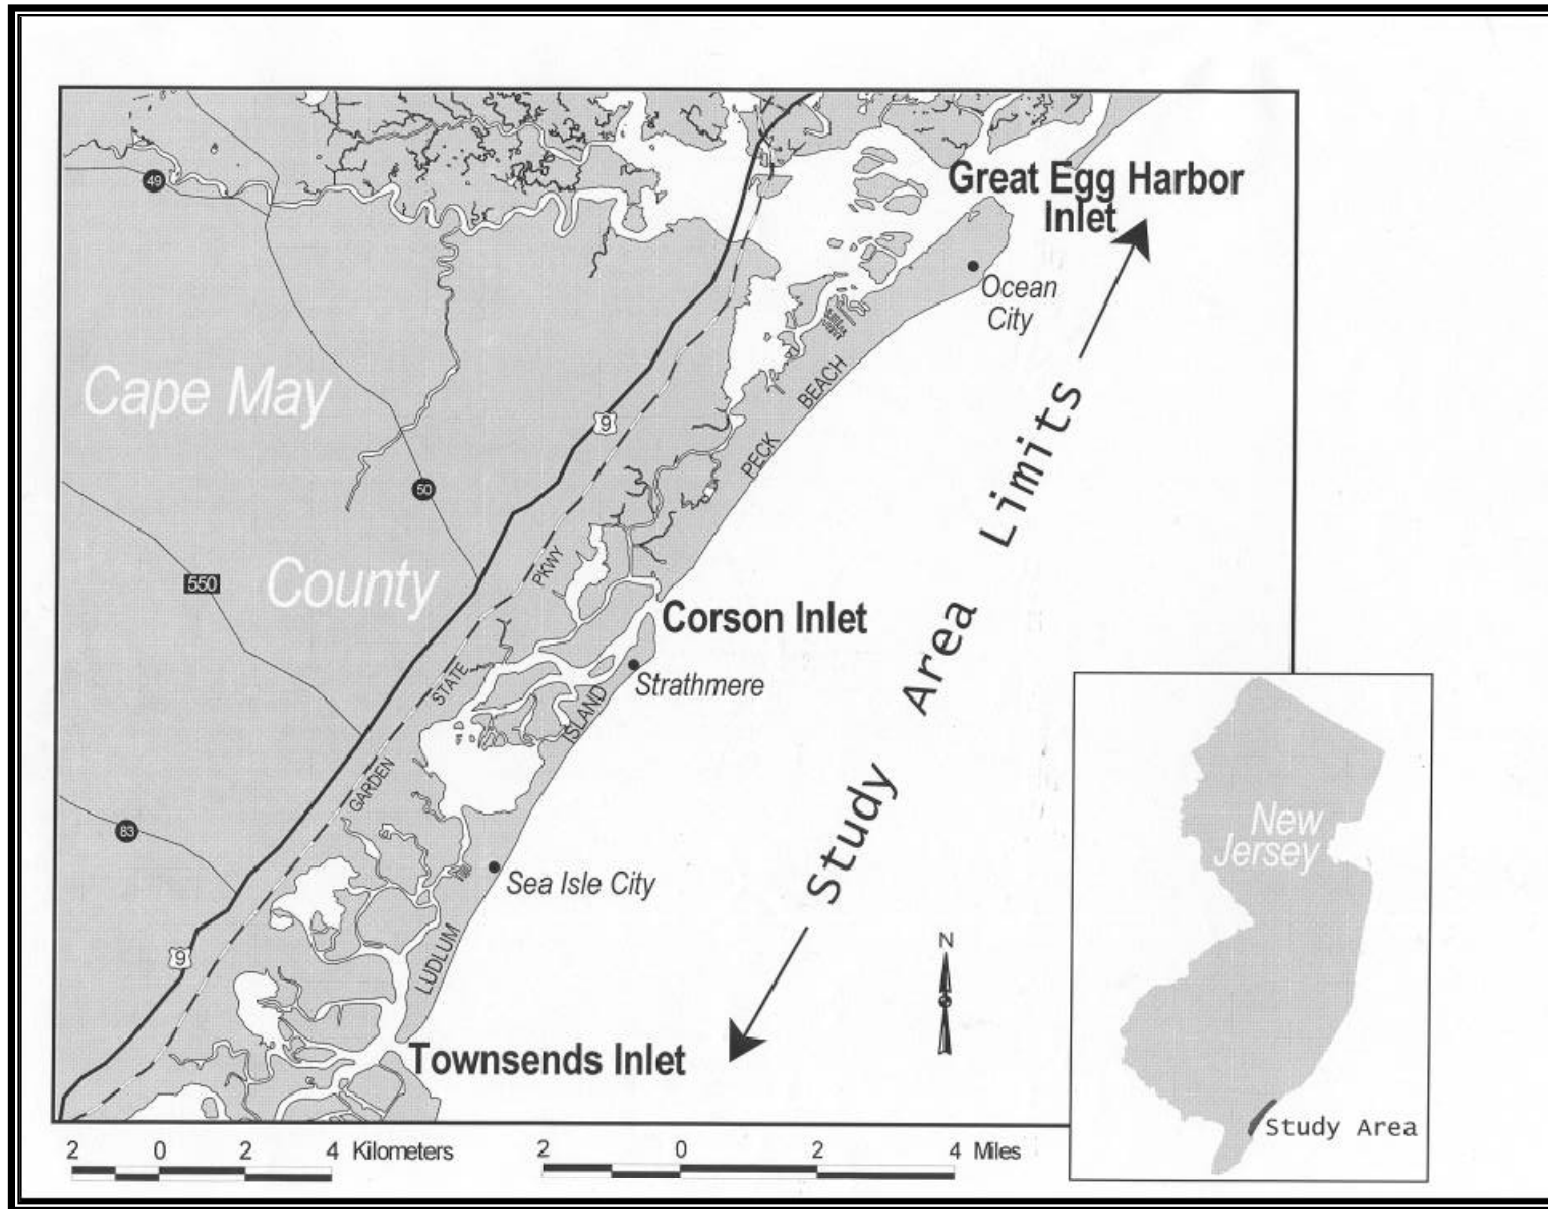 Great Egg Harbor
Inlet
49
Ocean
City
Cape May
9
PECK BEACH
50
Study Area Limits
PKWY
550
County
Corson Inlet
STATE
Strathmere
ISLAND
GARDEN
83
Sea Isle City
LUDLUM
9
N
Townsends Inlet
New
Jersey
Study Area
2 0 2 4 Kilometers
2 0 2 4 Miles